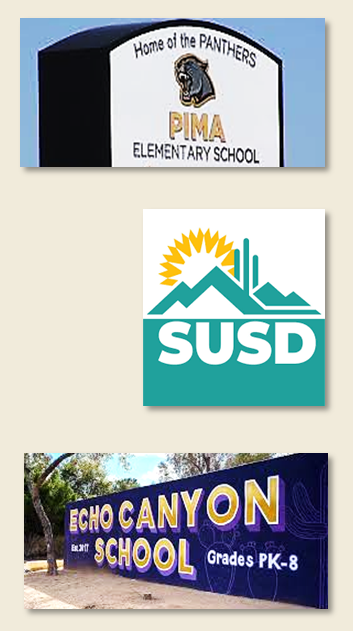 Home of the PANTHERS
PIMA
ELEMENTARY SCHOOL
SUSD
ECHO CANYON
Est. 2017
SCHOOL
Grades PK-8